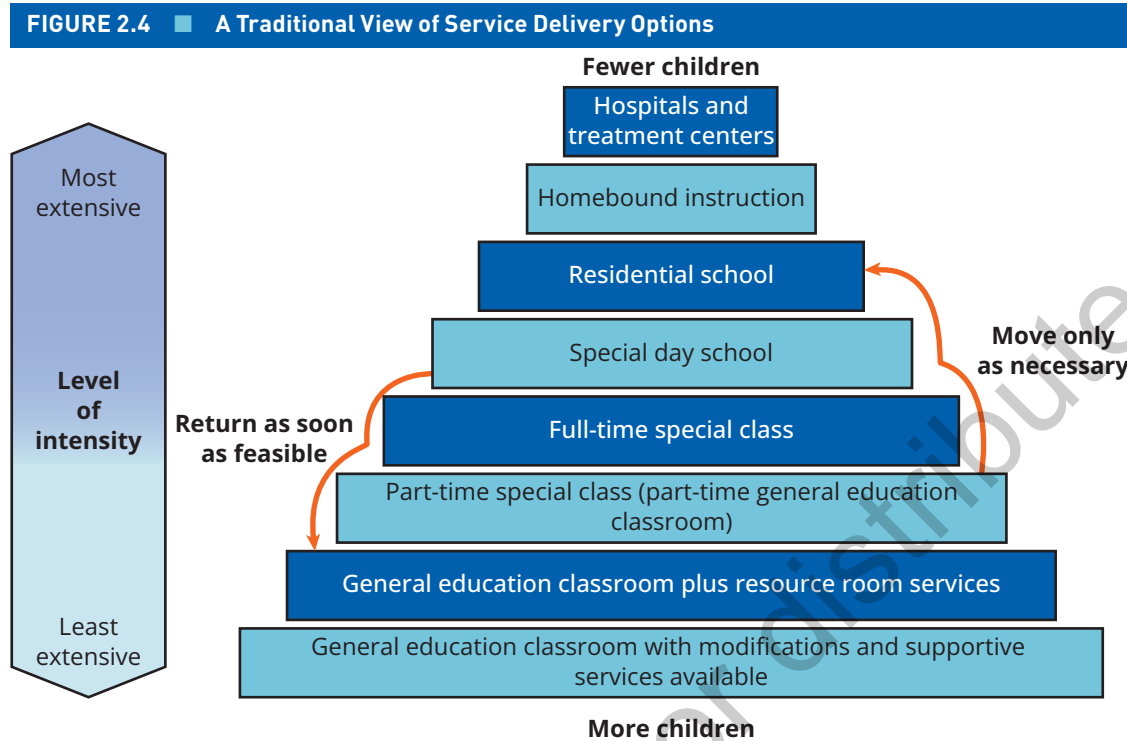 FIGURE 2.4 ■ A Traditional View of Service Delivery Options
Fewer children
Hospitals and
treatment centers
Most
extensive
Homebound instruction
Residential school
Special day school
Move only
as necessary
Level
of
intensity
Return as soon
as feasible
Full-time special class
Part-time special class (part-time general education
classroom)
General education classroom plus resource room services
Least
extensive
General education classroom with modifications and supportive
services available
More children
or distribute